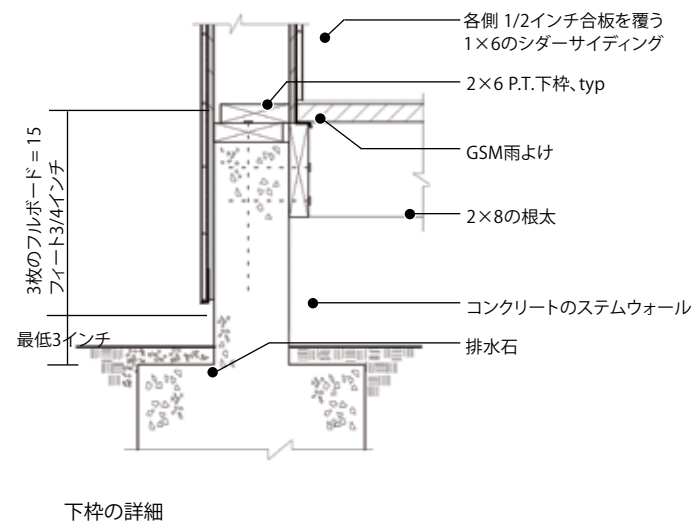 各側 1/2インチ合板を覆う
1×6のシダーサイディング
2×6 P.T.下枠、typ
GSM雨よけ
2×8の根太
コンクリートのステムウォール
排水石
3枚のフルボード = 15
フィート3/4インチ
最低3インチ
下枠の詳細